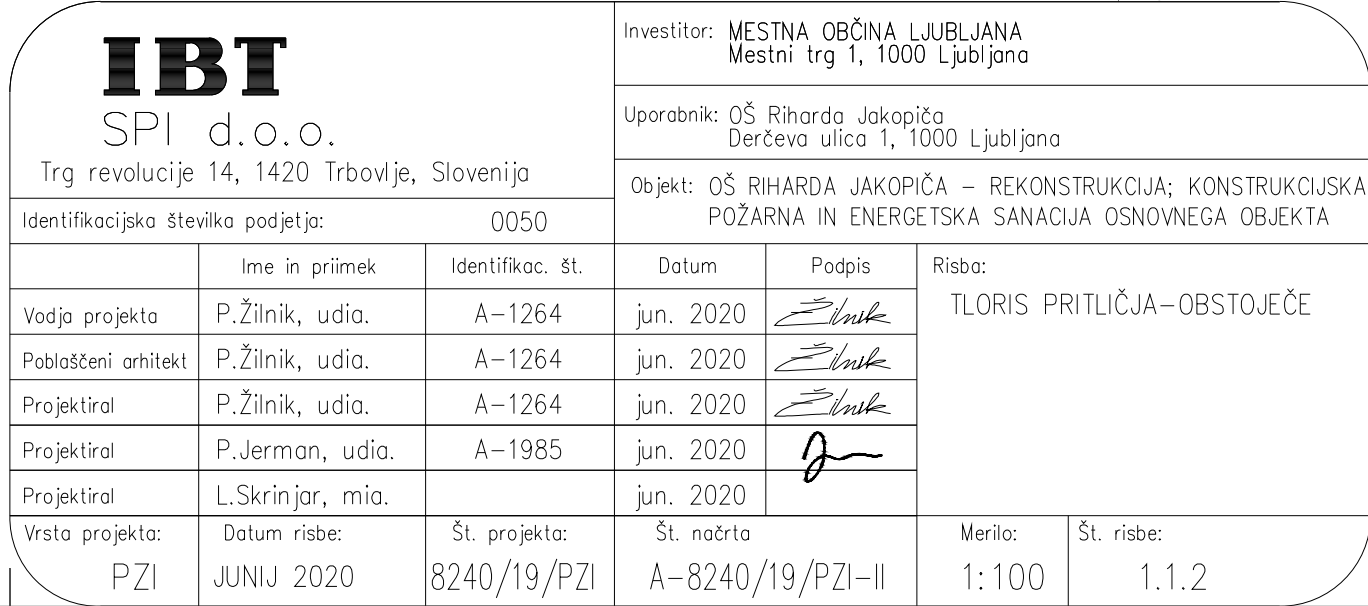 IBT
SPI d.o.o.
Trg revolucije 14, 1420 Trbovlje, Slovenija
Identifikacijska številka podjetja: 0050
Investitor: MESTNA OBČINA LJUBLJANA
Mestni trg 1, 1000 Ljubljana
Uporabnik: OŠ Riharda Jakopiča
Derčeva ulica 1, 1000 Ljubljana
Objekt: OŠ RIHARDA JAKOPIČA – REKONSTRUKCIJA; KONSTRUKCIJSKA
POŽARNA IN ENERGETSKA SANACIJA OSNOVNEGA OBJEKTA
Ime in priimek Identifikac. št. Datum Podpis
Vodja projekta P.Žilnik, udia. A-1264 jun. 2020 Žilnik
Poblaščeni arhitekt P.Žilnik, udia. A-1264 jun. 2020 Žilnik
Projektiral P.Žilnik, udia. A-1264 jun. 2020 Žilnik
Projektiral P.Jerman, udia. A-1985 jun. 2020
Projektiral L.Skrinjar, mia. jun. 2020
Risba:
TLORIS PRITLIČJA-OBSTOJEČE
Vrsta projekta: Datum risbe: Št. projekta: Št. načrta Merilo: Št. risbe:
PZI JUNIJ 2020 8240/19/PZI A-8240/19/PZI-II 1:100 1.1.2